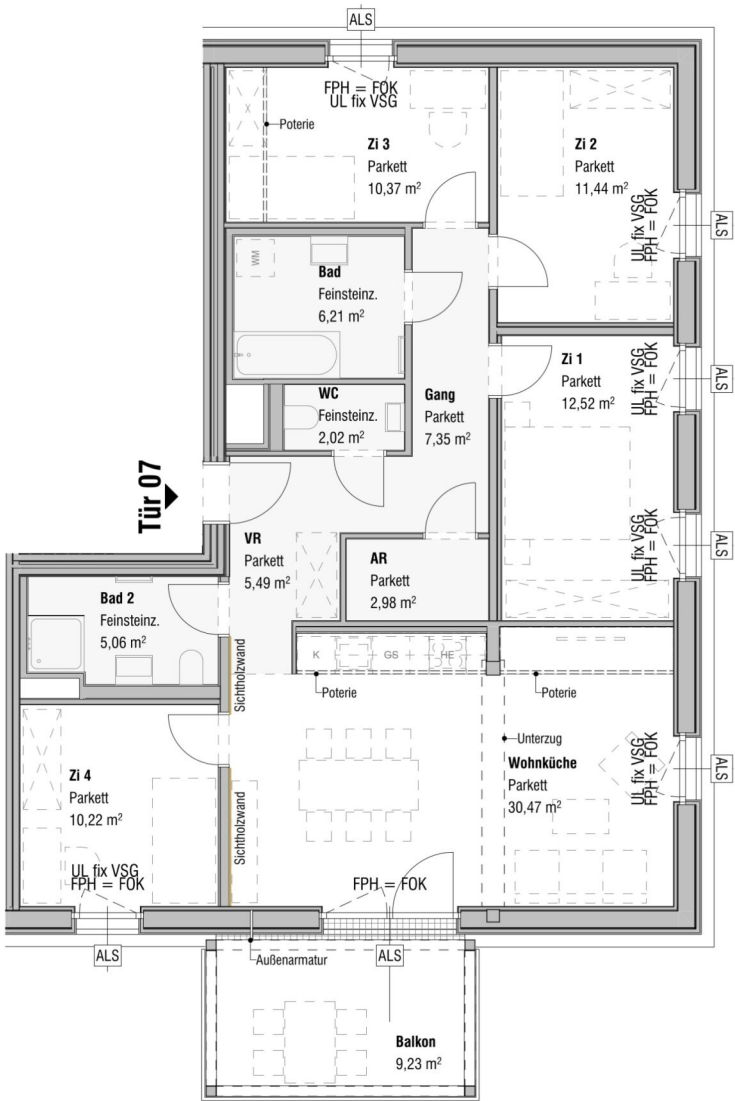 ALS
FPH = FOK
UL fix VSG
Poterie
Zi 3
Parkett
10,37 m²
Zi 2
Parkett
11,44 m²
UL fix VSG
FPH = FOK
ALS
WM
Bad
Feinsteinz.
6,21 m²
Zi 1
Parkett
12,52 m²
UL fix VSG
FPH = FOK
ALS
WC
Feinsteinz.
2,02 m²
Gang
Parkett
7,35 m²
Tür 07
UL fix VSG
FPH = FOK
ALS
VR
Parkett
5,49 m²
AR
Parkett
2,98 m²
Bad 2
Feinsteinz.
5,06 m²
Sichtholzwand
K
GS
HE
Poterie
Poterie
Unterzug
Wohnküche
Parkett
30,47 m²
UL fix VSG
FPH = FOK
ALS
Zi 4
Parkett
10,22 m²
Sichtholzwand
UL fix VSG
FPH = FOK
FPH = FOK
ALS
Außenarmatur
ALS
Balkon
9,23 m²